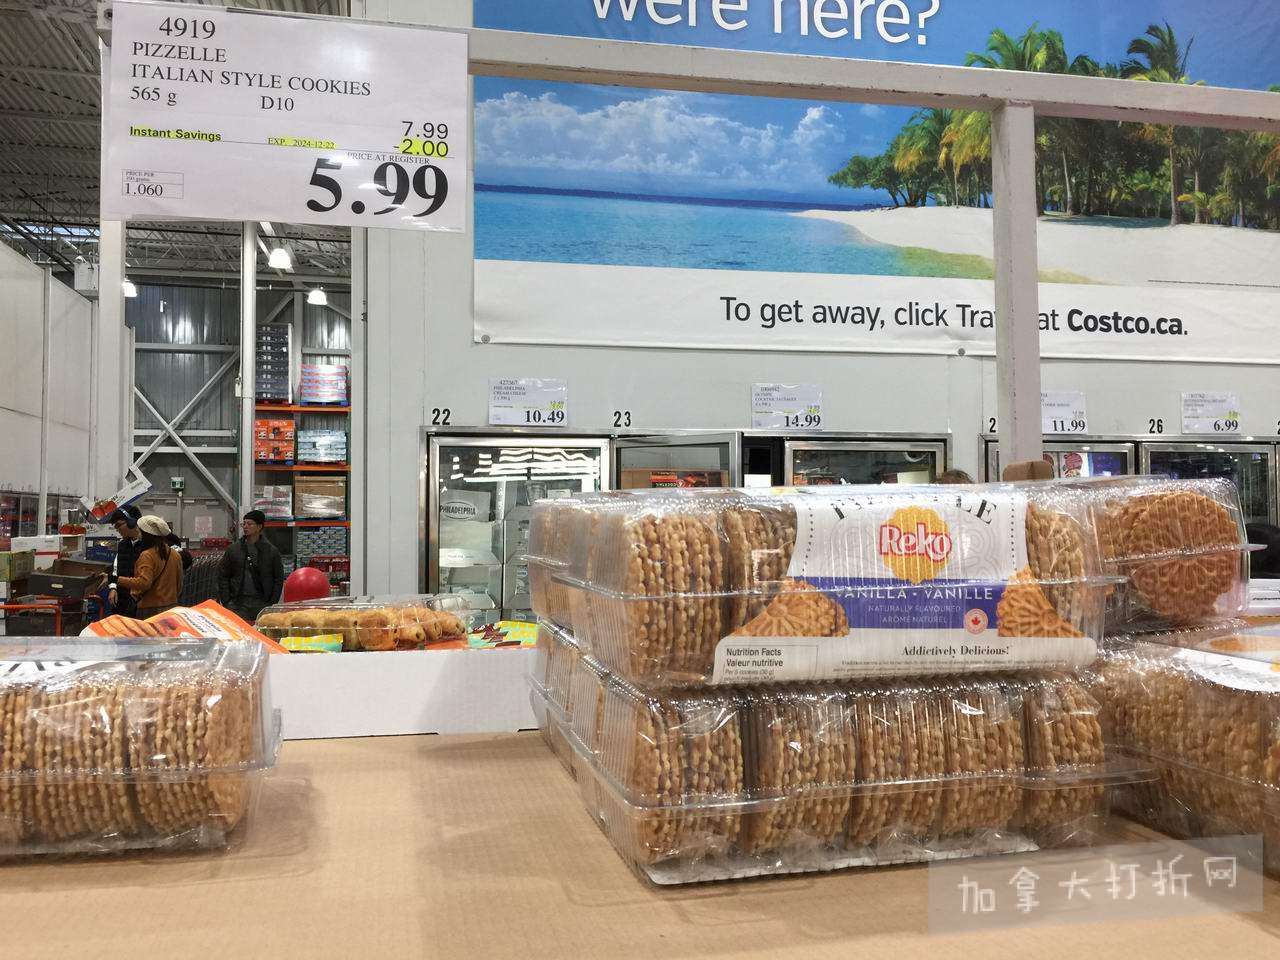 were here?
4919
PIZZELLE
ITALIAN STYLE COOKIES
565 g D10
7.99
Instant Savings EXP. 2024-12-22 -2.00
PRICE AT REGISTER
5.99
PRICE PER
1.060
To get away, click Trav at Costco.ca.
22
10.49
23
14.99
11.99
26
6.99
PHILADELPHIA
Reko
VANILLA - VANILLE
NATURALLY FLAVOURED
ARÔME NATUREL
Addictively Delicious!
Nutrition Facts
Valeur nutritive
加拿大打折网